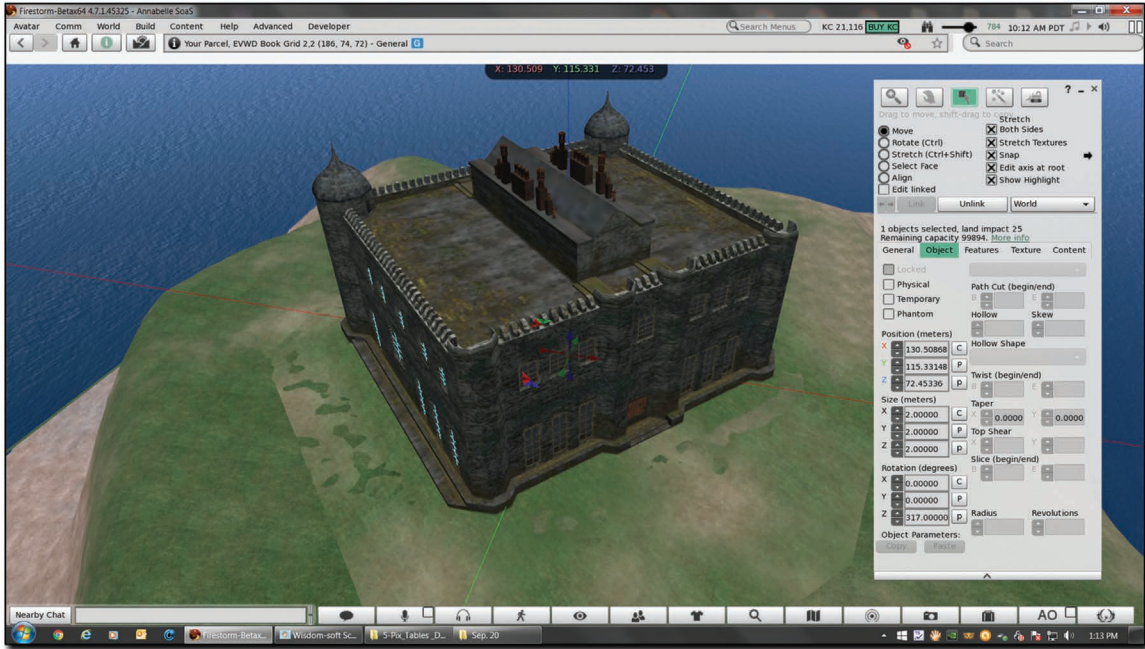 Firestorm-Betax64 4.7.1.45325 - Annabelle SoaS
Avatar Comm World Build Content Help Advanced Developer
Search Menus KC 21,116 BUY KC 784 10:12 AM PDT
Your Parcel, EVWD Book Grid 2,2 (186, 74, 72) - General G
Search
X: 130.509 Y: 115.331 Z: 72.453
? _ ×
Drag to move, shift-drag to copy
Move
Rotate (Ctrl)
Stretch (Ctrl+Shift)
Select Face
Align
Edit linked
Stretch
Both Sides
Stretch Textures
Snap
Edit axis at root
Show Highlight
Link Unlink World
1 objects selected, land impact 25
Remaining capacity 99894. More info
General Object Features Texture Content
Locked
Physical
Temporary
Phantom
Position (meters)
X 130.50868 C
Y 115.33148 P
Z 72.45336 p
Size (meters)
X 2.00000 C
Y 2.00000 P
Z 2.00000 p
Rotation (degrees)
X 0.00000 C
Y 0.00000 P
Z 317.00000 p
Object Parameters:
Copy Paste
Path Cut (begin/end)
B E
Hollow Skew
Hollow Shape
Twist (begin/end)
B E
Taper
X 0.0000 Y 0.0000
Top Shear
X Y
Slice (begin/end)
B E
Radius Revolutions
Nearby Chat
AO
Firestorm-Betax... Wisdom-soft Sc... 5-Pix_Tables _D... Sep. 20
1:13 PM